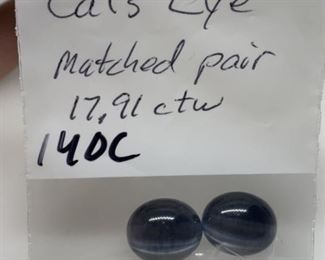 Cats Eye
Matched pair
17.91 ctw
140C